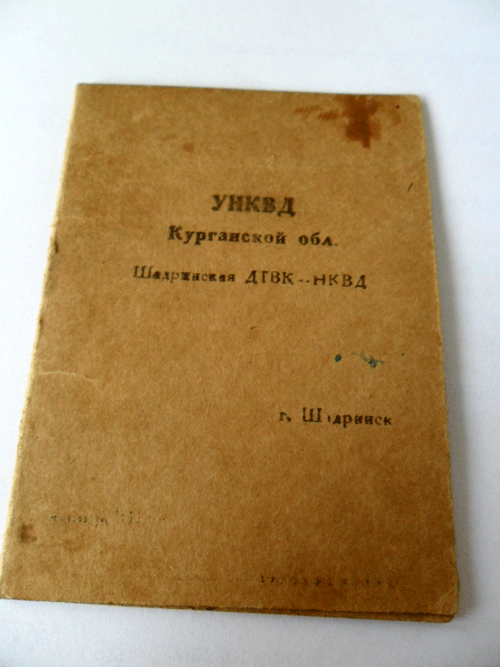 УНКВД
Курганской обл.
Шадринская ДТВК--НКВД
г. Шадринск